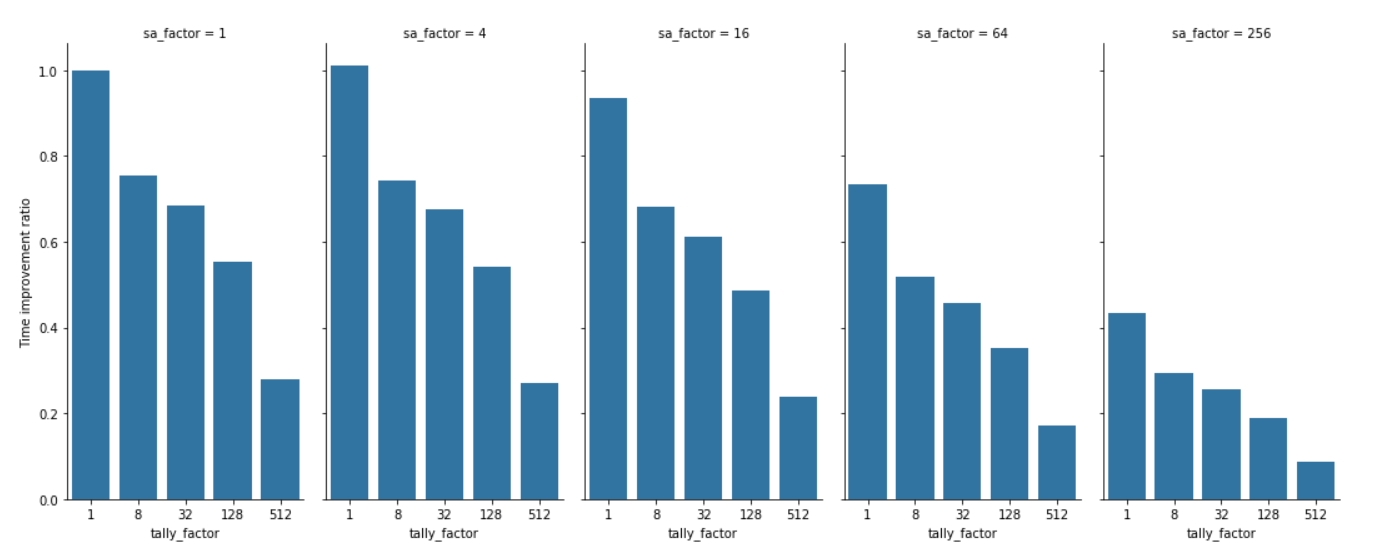 sa_factor = 1
sa_factor = 4
sa_factor = 16
sa_factor = 64
sa_factor = 256
Time improvement ratio
1.0
0.8
0.6
0.4
0.2
0.0
1 8 32 128 512
1 8 32 128 512
1 8 32 128 512
1 8 32 128 512
1 8 32 128 512
tally_factor
tally_factor
tally_factor
tally_factor
tally_factor